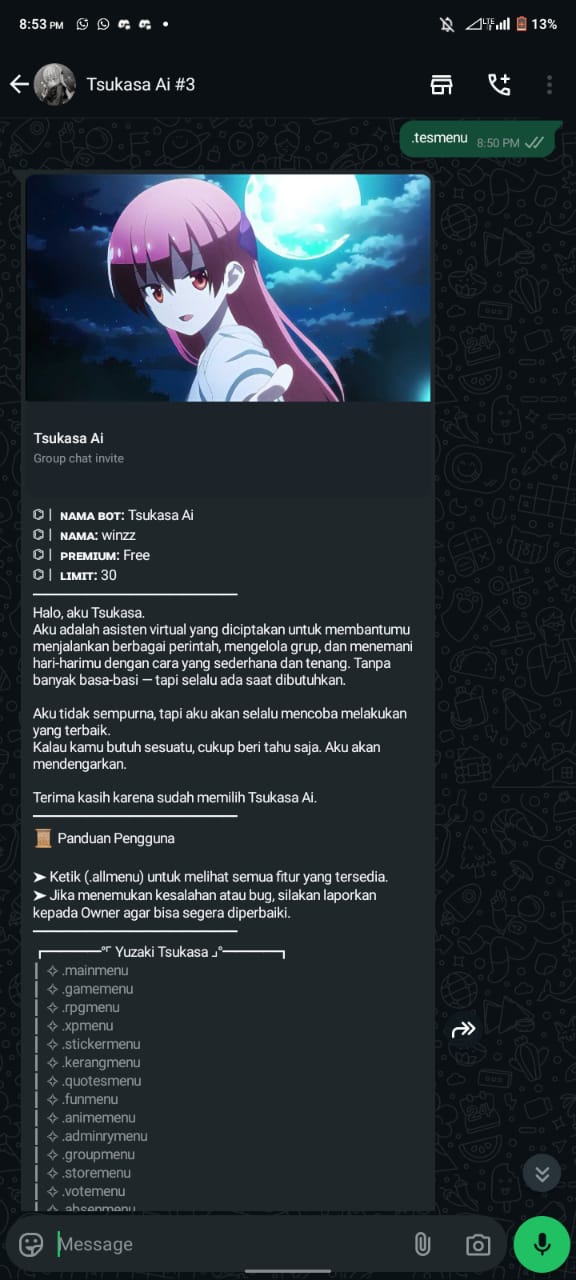 8:53 PM
LTE
13%
Tsukasa Ai #3
.tesmenu
8:50 PM
Tsukasa Ai
Group chat invite
⌬ | ɴᴀᴍᴀ ʙᴏᴛ: Tsukasa Ai
⌬ | ɴᴀᴍᴀ: winzz
⌬ | ᴘʀᴇᴍɪᴜᴍ: Free
⌬ | ʟɪᴍɪᴛ: 30
Halo, aku Tsukasa.
Aku adalah asisten virtual yang diciptakan untuk membantumu
menjalankan berbagai perintah, mengelola grup, dan menemani
hari-harimu dengan cara yang sederhana dan tenang. Tanpa
banyak basa-basi — tapi selalu ada saat dibutuhkan.
Aku tidak sempurna, tapi aku akan selalu mencoba melakukan
yang terbaik.
Kalau kamu butuh sesuatu, cukup beri tahu saja. Aku akan
mendengarkan.
Terima kasih karena sudah memilih Tsukasa Ai.
📜 Panduan Pengguna
➤ Ketik (.allmenu) untuk melihat semua fitur yang tersedia.
➤ Jika menemukan kesalahan atau bug, silakan laporkan
kepada Owner agar bisa segera diperbaiki.
┏━━━━━°⌜ Yuzaki Tsukasa ⌟°━━━━━┓
┃ ✧ .mainmenu
┃ ✧ .gamemenu
┃ ✧ .rpgmenu
┃ ✧ .xpmenu
┃ ✧ .stickermenu
┃ ✧ .kerangmenu
┃ ✧ .quotesmenu
┃ ✧ .funmenu
┃ ✧ .animemenu
┃ ✧ .adminrymenu
┃ ✧ .groupmenu
┃ ✧ .storemenu
┃ ✧ .votemenu
┃ ✧ .absenmenu
Message